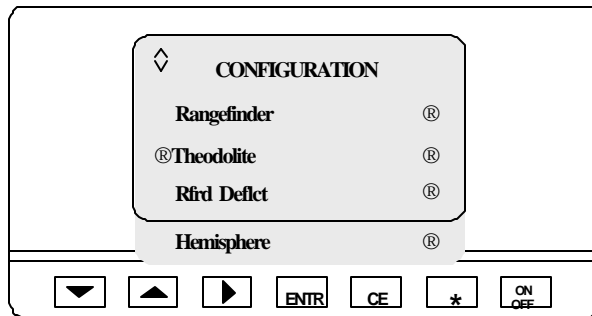 CONFIGURATION
Rangefinder ®
®Theodolite ®
Rfrd Deflct ®
Hemisphere ®
ENTR CE * ON
OFF